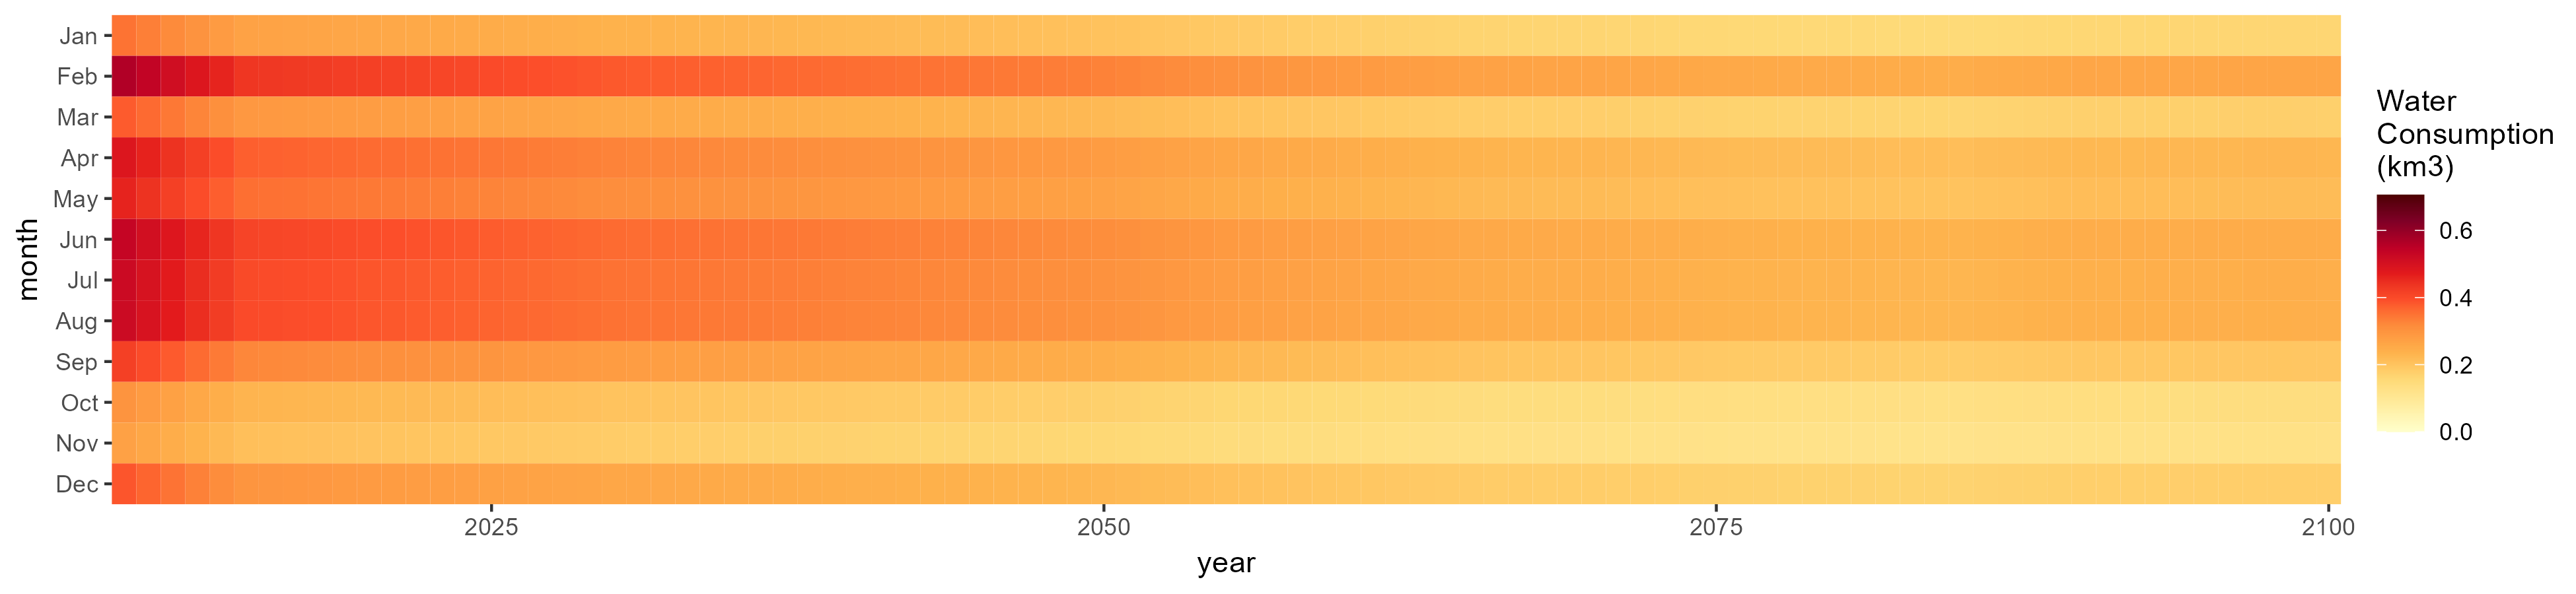 month
Jan
Feb
Mar
Apr
May
Jun
Jul
Aug
Sep
Oct
Nov
Dec
2025
2050
2075
2100
year
Water
Consumption
(km3)
0.6
0.4
0.2
0.0